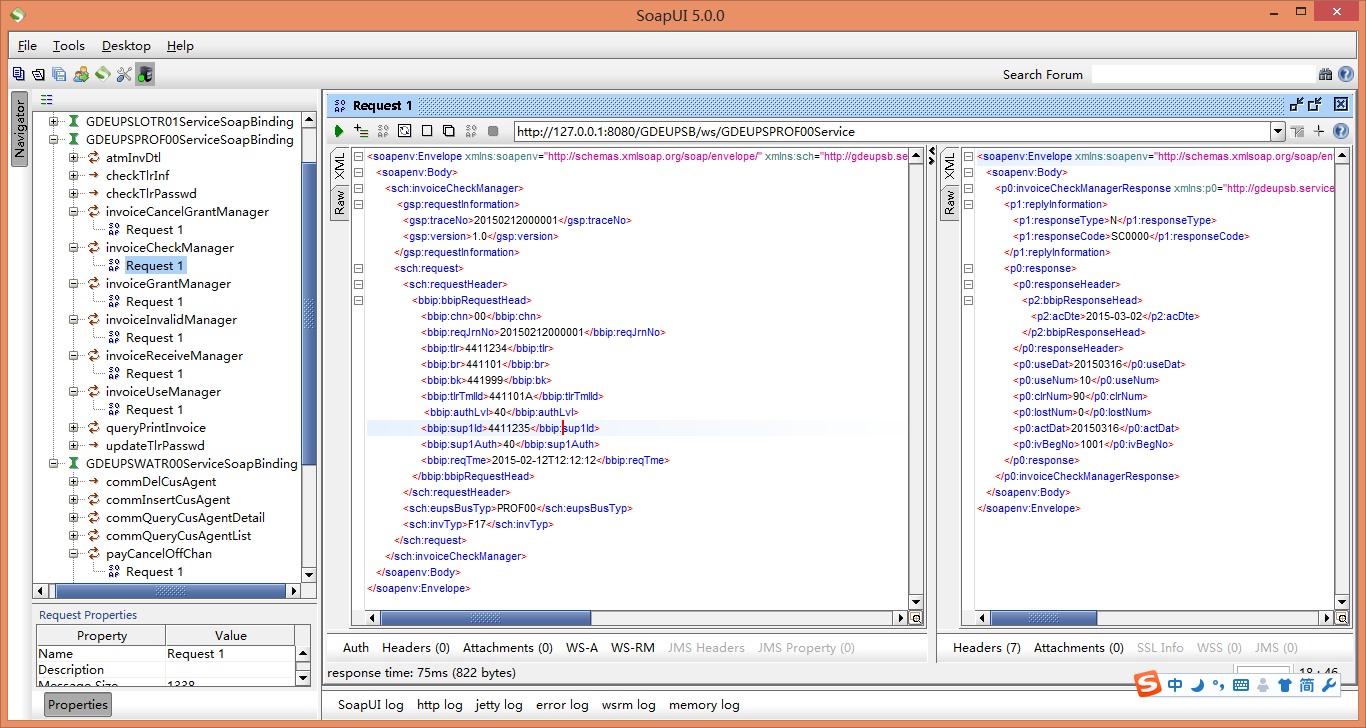 SoapUI 5.0.0
File Tools Desktop Help
Search Forum
Navigator
GDEUPSLOTR01ServiceSoapBinding
GDEUPSPROF00ServiceSoapBinding
atmInvDtl
checkTlrInf
checkTlrPasswd
invoiceCancelGrantManager
Request 1
invoiceCheckManager
Request 1
invoiceGrantManager
Request 1
invoiceInvalidManager
Request 1
invoiceReceiveManager
Request 1
invoiceUseManager
Request 1
queryPrintInvoice
updateTlrPasswd
GDEUPSWATR00ServiceSoapBinding
commDelCusAgent
commInsertCusAgent
commQueryCusAgentDetail
commQueryCusAgentList
payCancelOffChan
Request 1
Request Properties
Property Value
Name Request 1
Description
Message Size 1338
Properties
Request 1
http://127.0.0.1:8080/GDEUPSB/ws/GDEUPSPROF00Service
XML
Raw
<soapenv:Envelope xmlns:soapenv="http://schemas.xmlsoap.org/soap/envelope/" xmlns:sch="http://gdeupsb.se
<soapenv:Body>
<sch:invoiceCheckManager>
<gsp:requestInformation>
<gsp:traceNo>20150212000001</gsp:traceNo>
<gsp:version>1.0</gsp:version>
</gsp:requestInformation>
<sch:request>
<sch:requestHeader>
<bbip:bbipRequestHead>
<bbip:chn>00</bbip:chn>
<bbip:reqJrnNo>20150212000001</bbip:reqJrnNo>
<bbip:tlr>4411234</bbip:tlr>
<bbip:br>441101</bbip:br>
<bbip:bk>441999</bbip:bk>
<bbip:tlrTmlId>441101A</bbip:tlrTmlId>
<bbip:authLvl>40</bbip:authLvl>
<bbip:sup1Id>4411235</bbip:sup1Id>
<bbip:sup1Auth>40</bbip:sup1Auth>
<bbip:reqTme>2015-02-12T12:12:12</bbip:reqTme>
</bbip:bbipRequestHead>
</sch:requestHeader>
<sch:eupsBusTyp>PROF00</sch:eupsBusTyp>
<sch:invTyp>F17</sch:invTyp>
</sch:request>
</sch:invoiceCheckManager>
</soapenv:Body>
</soapenv:Envelope>
Auth Headers (0) Attachments (0) WS-A WS-RM JMS Headers JMS Property (0)
XML
Raw
<soapenv:Envelope xmlns:soapenv="http://schemas.xmlsoap.org/soap/en
<soapenv:Body>
<p0:invoiceCheckManagerResponse xmlns:p0="http://gdeupsb.service
<p1:replyInformation>
<p1:responseType>N</p1:responseType>
<p1:responseCode>SC0000</p1:responseCode>
</p1:replyInformation>
<p0:response>
<p0:responseHeader>
<p2:bbipResponseHead>
<p2:acDte>2015-03-02</p2:acDte>
</p2:bbipResponseHead>
</p0:responseHeader>
<p0:useDat>20150316</p0:useDat>
<p0:useNum>10</p0:useNum>
<p0:clrNum>90</p0:clrNum>
<p0:lostNum>0</p0:lostNum>
<p0:actDat>20150316</p0:actDat>
<p0:ivBegNo>1001</p0:ivBegNo>
</p0:response>
</p0:invoiceCheckManagerResponse>
</soapenv:Body>
</soapenv:Envelope>
Headers (7) Attachments (0) SSL Info WSS (0) JMS (0)
response time: 75ms (822 bytes)
18 : 46
中 简
SoapUI log http log jetty log error log wsrm log memory log